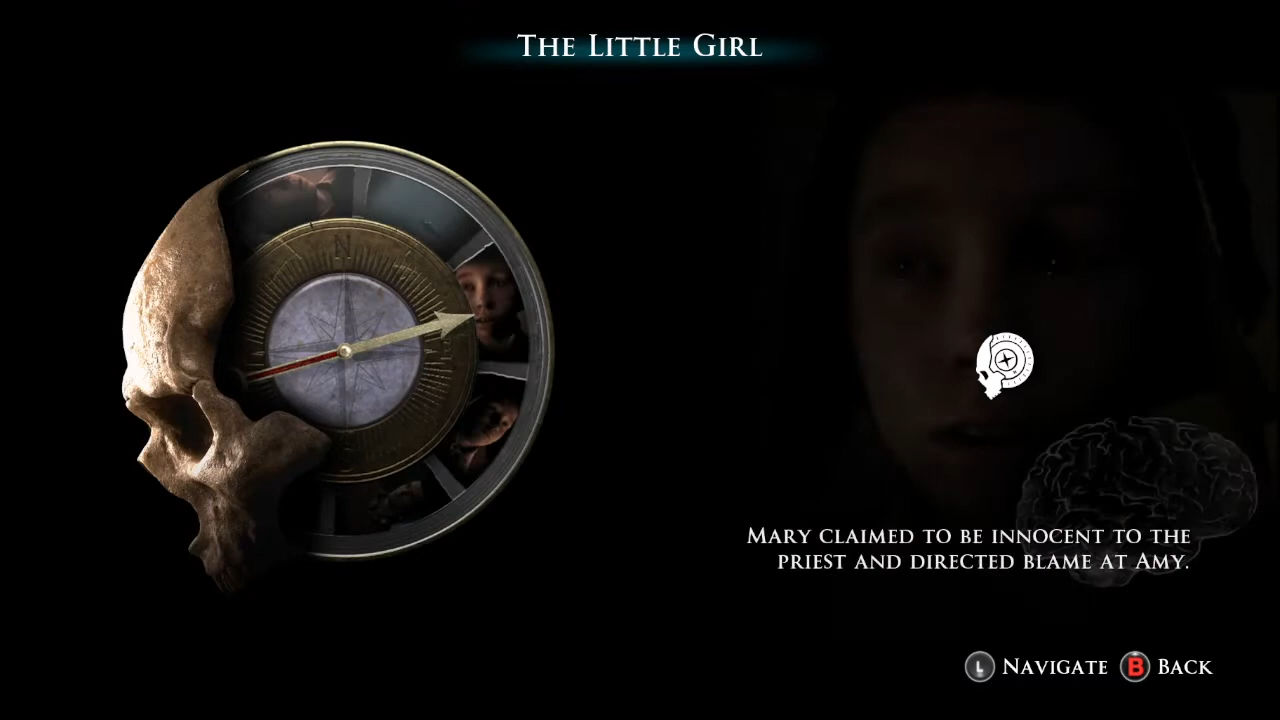 The Little Girl
N
Mary claimed to be innocent to the
priest and directed blame at Amy.
L Navigate B Back